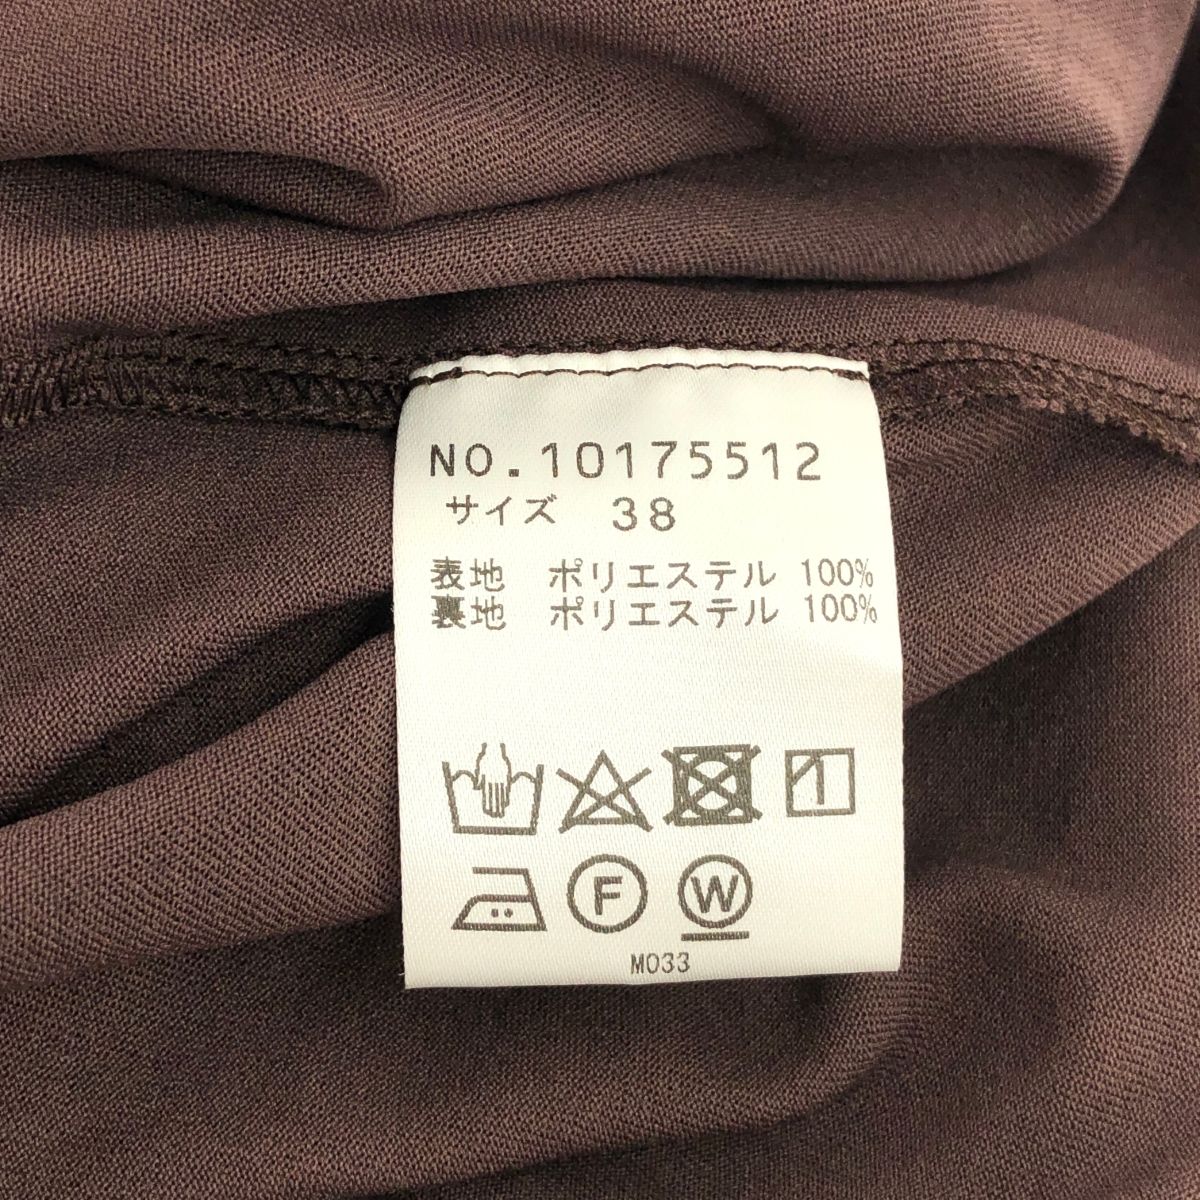 NO.10175512
サイズ 38
表地 ポリエステル 100%
裏地 ポリエステル 100%
F W
M033